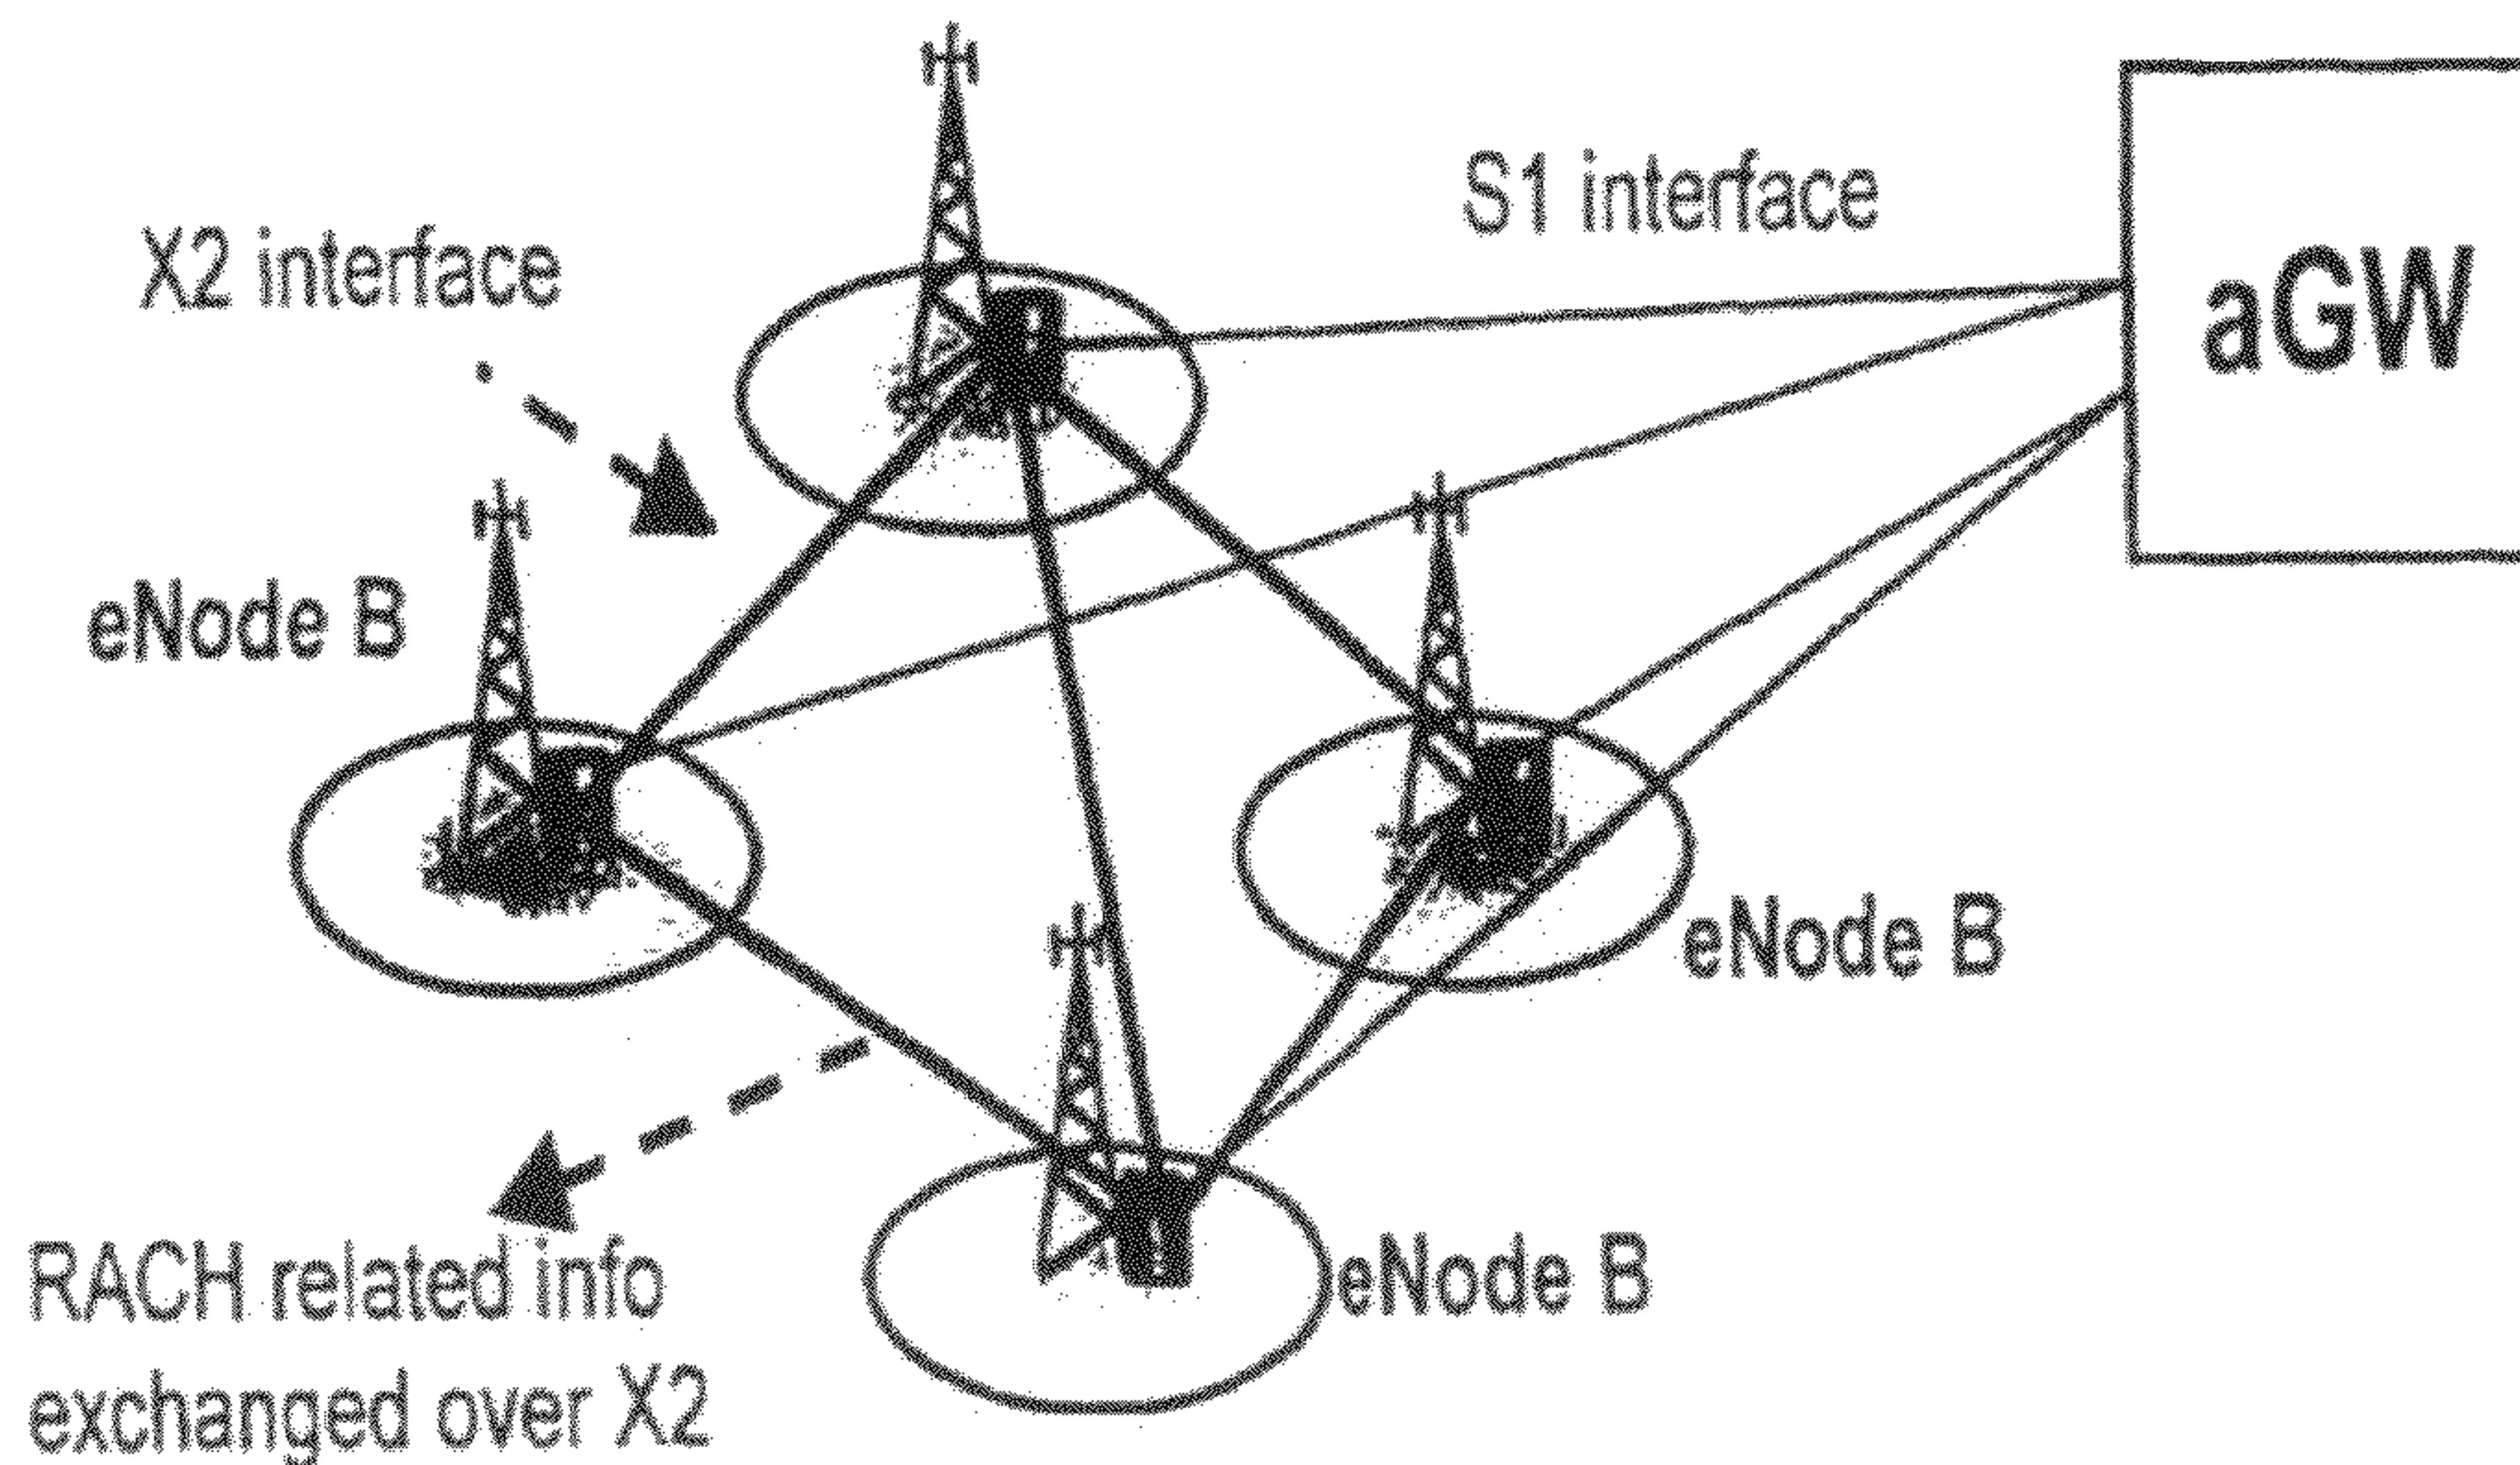 S1 interface
X2 interface
aGW
eNode B
eNode B
eNode B
RACH related info
exchanged over X2